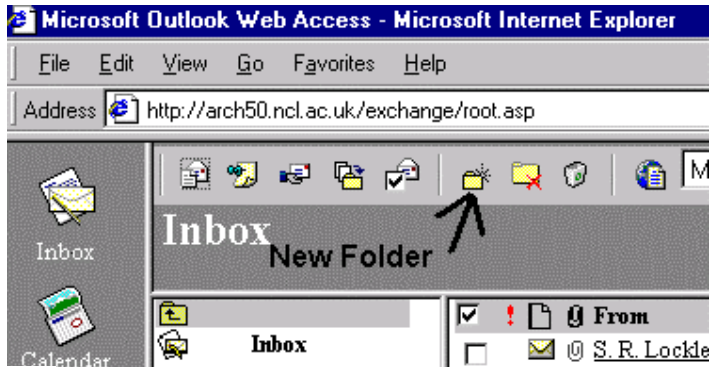 Microsoft Outlook Web Access - Microsoft Internet Explorer
File Edit View Go Favorites Help
Address http://arch50.ncl.ac.uk/exchange/root.asp
Inbox
Inbox
New Folder
From
Inbox
S. R. Lockle
Calendar